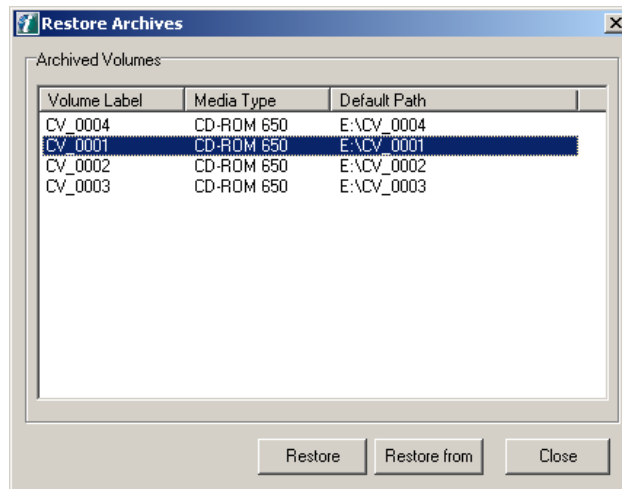 Restore Archives
Archived Volumes
Volume Label Media Type Default Path
CV_0004 CD-ROM 650 E:\CV_0004
CV_0001 CD-ROM 650 E:\CV_0001
CV_0002 CD-ROM 650 E:\CV_0002
CV_0003 CD-ROM 650 E:\CV_0003
Restore Restore from Close